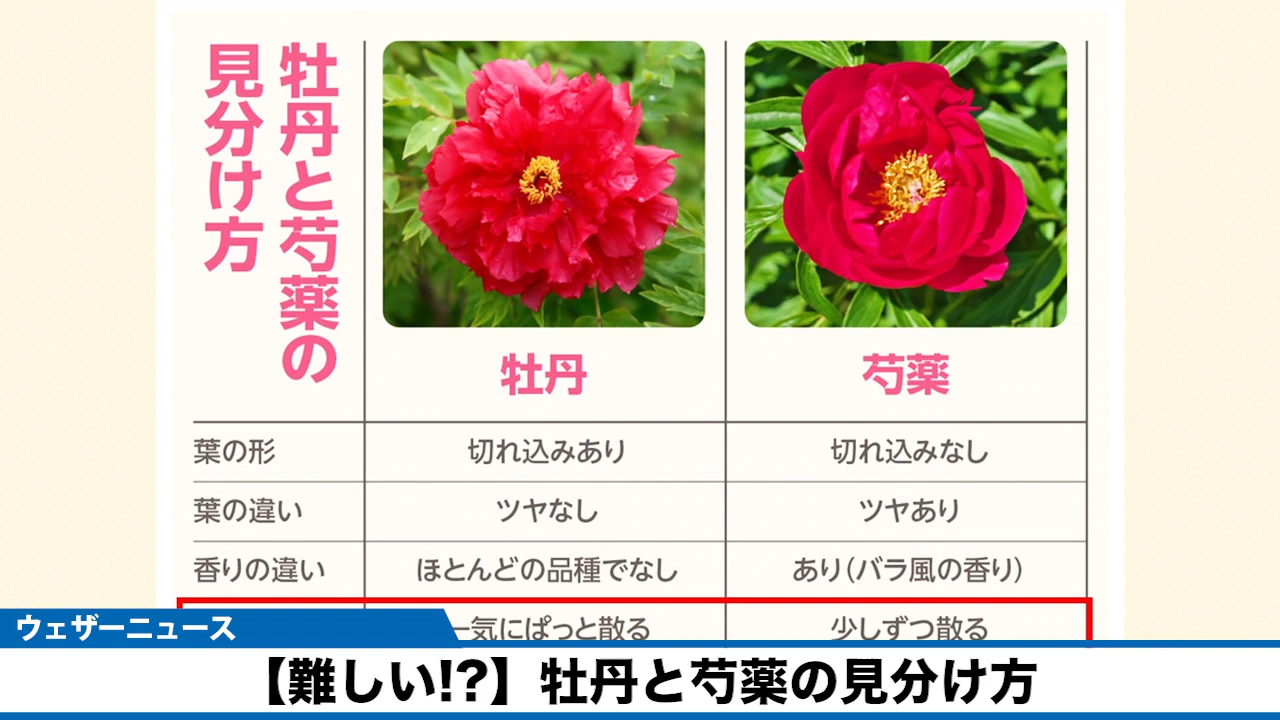 牡丹と芍薬の
見分け方
牡丹
芍薬
葉の形
切れ込みあり
切れ込みなし
葉の違い
ツヤなし
ツヤあり
香りの違い
ほとんどの品種でなし
あり(バラ風の香り)
一気にぱっと散る
少しずつ散る
ウェザーニュース
【難しい!?】牡丹と芍薬の見分け方